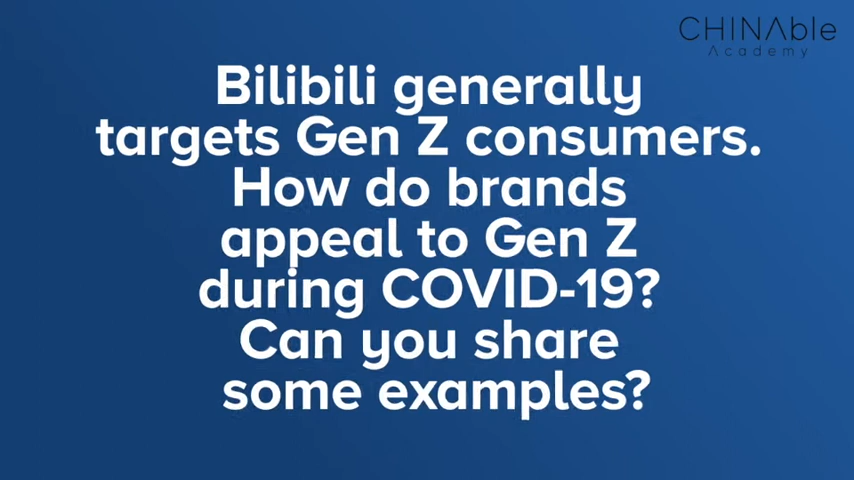 CHINAble
Academy
Bilibili generally
targets Gen Z consumers.
How do brands
appeal to Gen Z
during COVID-19?
Can you share
some examples?